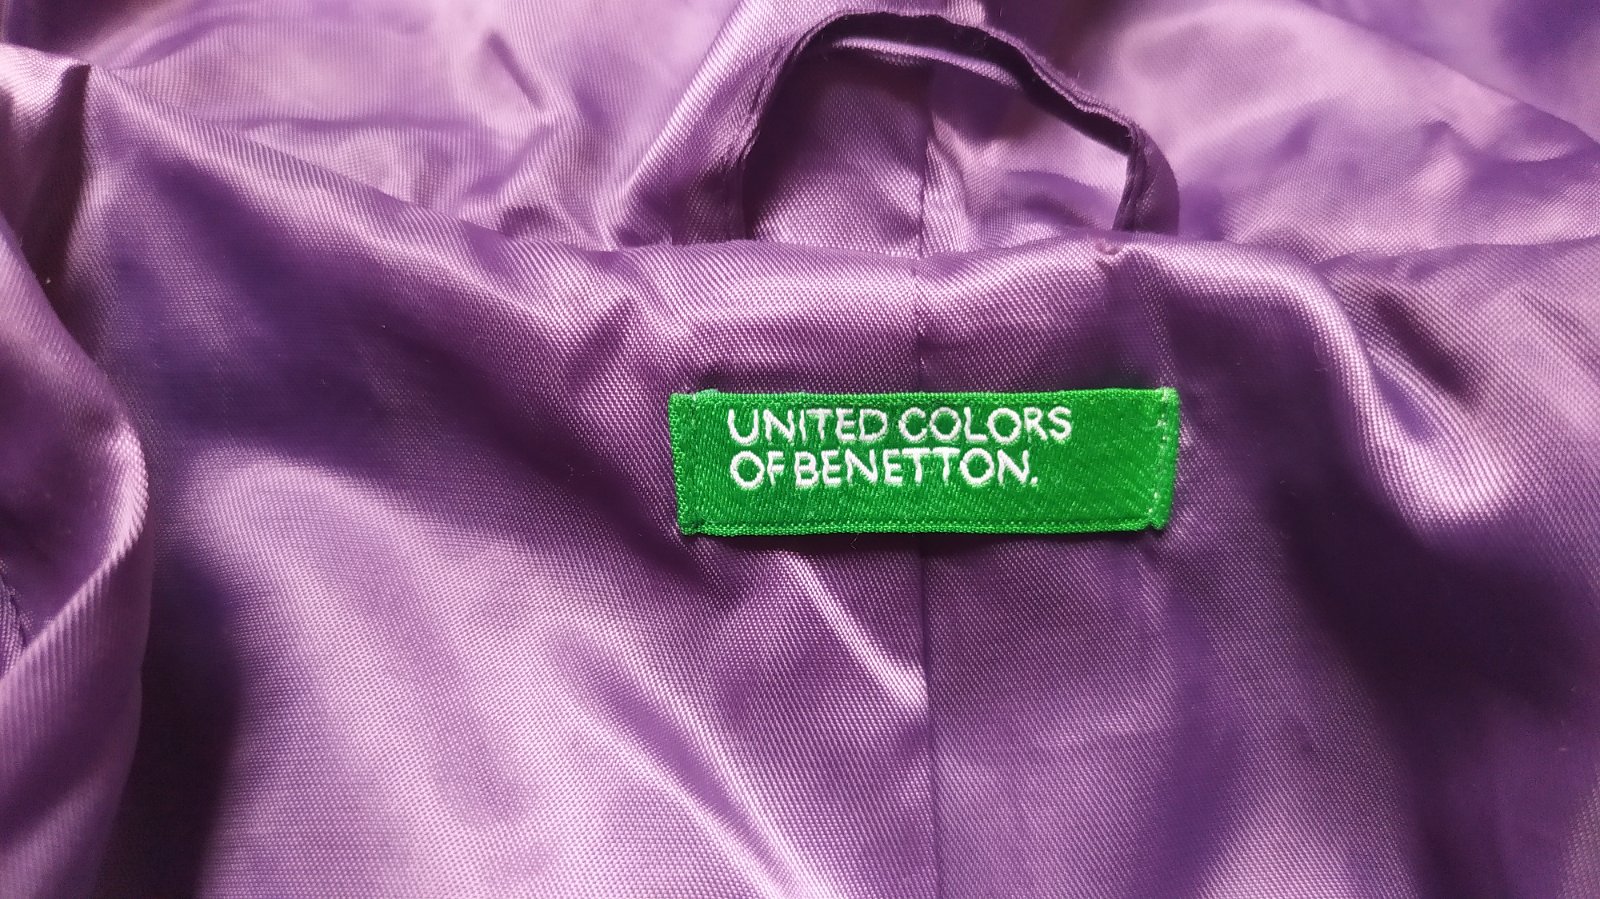 UNITED COLORS
OF BENETTON.